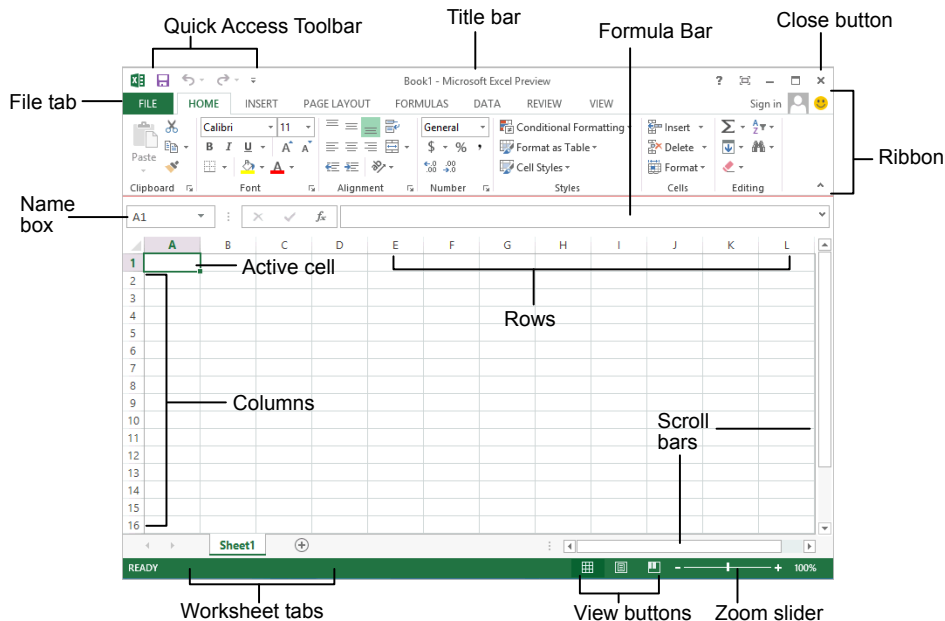 Quick Access Toolbar
Title bar
Formula Bar
Close button
Book1 - Microsoft Excel Preview
?
File tab
FILE HOME INSERT PAGE LAYOUT FORMULAS DATA REVIEW VIEW Sign in
Calibri 11 General Conditional Formatting Insert
Paste B I U A A A $ % , Format as Table Delete
.00 .0 Cell Styles Format
Clipboard Font Alignment Number Styles Cells Editing
Ribbon
Name
box
A1 fx
A B C D E F G H I J K L
1 Active cell
2
3
4 Rows
5
6
7
8
9 Columns
10 Scroll
11 bars
12
13
14
15
16
Sheet1
READY 100%
Worksheet tabs
View buttons
Zoom slider